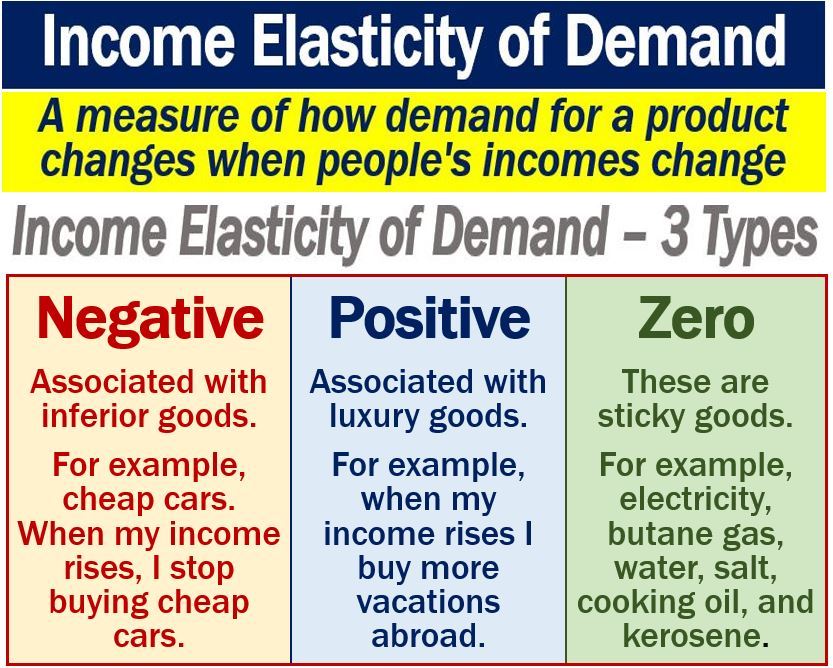 Income Elasticity of Demand
A measure of how demand for a product
changes when people's incomes change
Income Elasticity of Demand – 3 Types
Negative
Associated with
inferior goods.
For example,
cheap cars.
When my income
rises, I stop
buying cheap
cars.
Positive
Associated with
luxury goods.
For example,
when my
income rises I
buy more
vacations
abroad.
Zero
These are
sticky goods.
For example,
electricity,
butane gas,
water, salt,
cooking oil, and
kerosene.